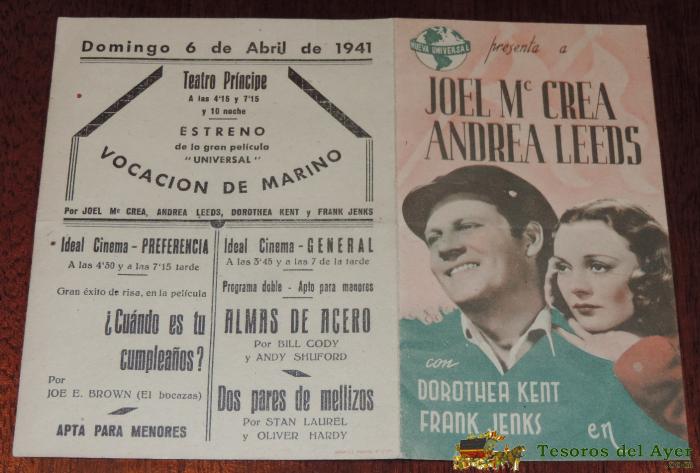 Domingo 6 de Abril de 1941
Teatro Príncipe
A las 4'15 y 7'15
y 10 noche
ESTRENO
de la gran película
"UNIVERSAL"
VOCACION DE MARINO
Por JOEL Mc CREA, ANDREA LEEDS, DOROTHEA KENT y FRANK JENKS
Ideal Cinema - PREFERENCIA
A las 4'30 y a las 7'15 tarde
Gran éxito de risa, en la película
¿Cuándo es tu
cumpleaños?
Por
JOE E. BROWN (El bocazas)
APTA PARA MENORES
Ideal Cinema - GENERAL
A las 3'45 y a las 7 de la tarde
Programa doble - Apto para menores
ALMAS DE ACERO
Por BILL CODY
y ANDY SHUFORD
Dos pares de mellizos
Por STAN LAUREL
y OLIVER HARDY
NUEVA UNIVERSAL
presenta a
JOEL Mc CREA
ANDREA LEEDS
con
DOROTHEA KENT
FRANK JENKS
en
Tesoros del Ayer
.com